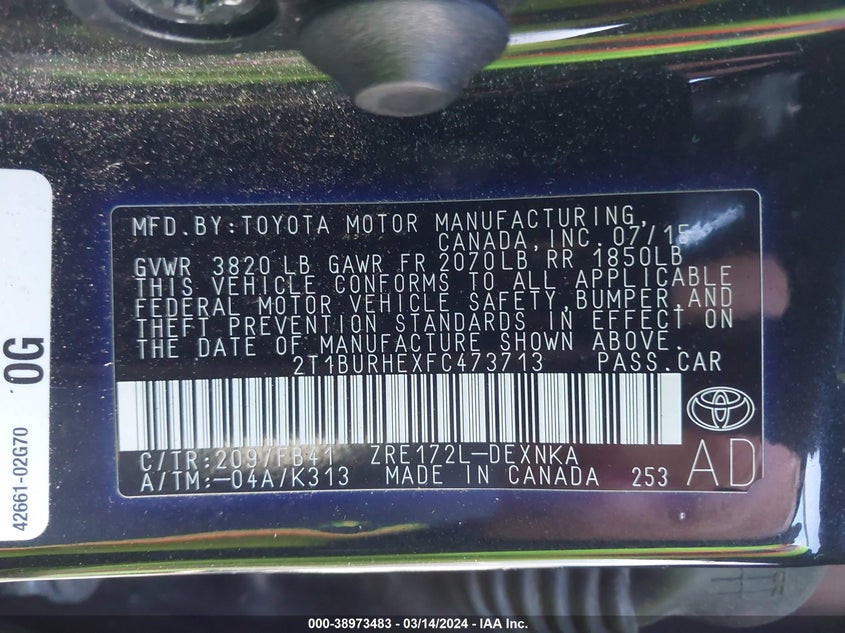 MFD.BY:TOYOTA MOTOR MANUFACTURING,
CANADA,INC. 07/15
GVWR 3820 LB GAWR FR 2070LB RR 1850LB
THIS VEHICLE CONFORMS TO ALL APPLICABLE
FEDERAL MOTOR VEHICLE SAFETY,BUMPER,AND
THEFT PREVENTION STANDARDS IN EFFECT ON
THE DATE OF MANUFACTURE SHOWN ABOVE.
2T1BURHEXFC473713 PASS.CAR
C/TR:209/FB41 ZRE172L-DEXNKA
A/TM:-04A/K313 MADE IN CANADA 253
AD
0G
42661-02G70
000-38973483 - 03/14/2024 - IAA Inc.